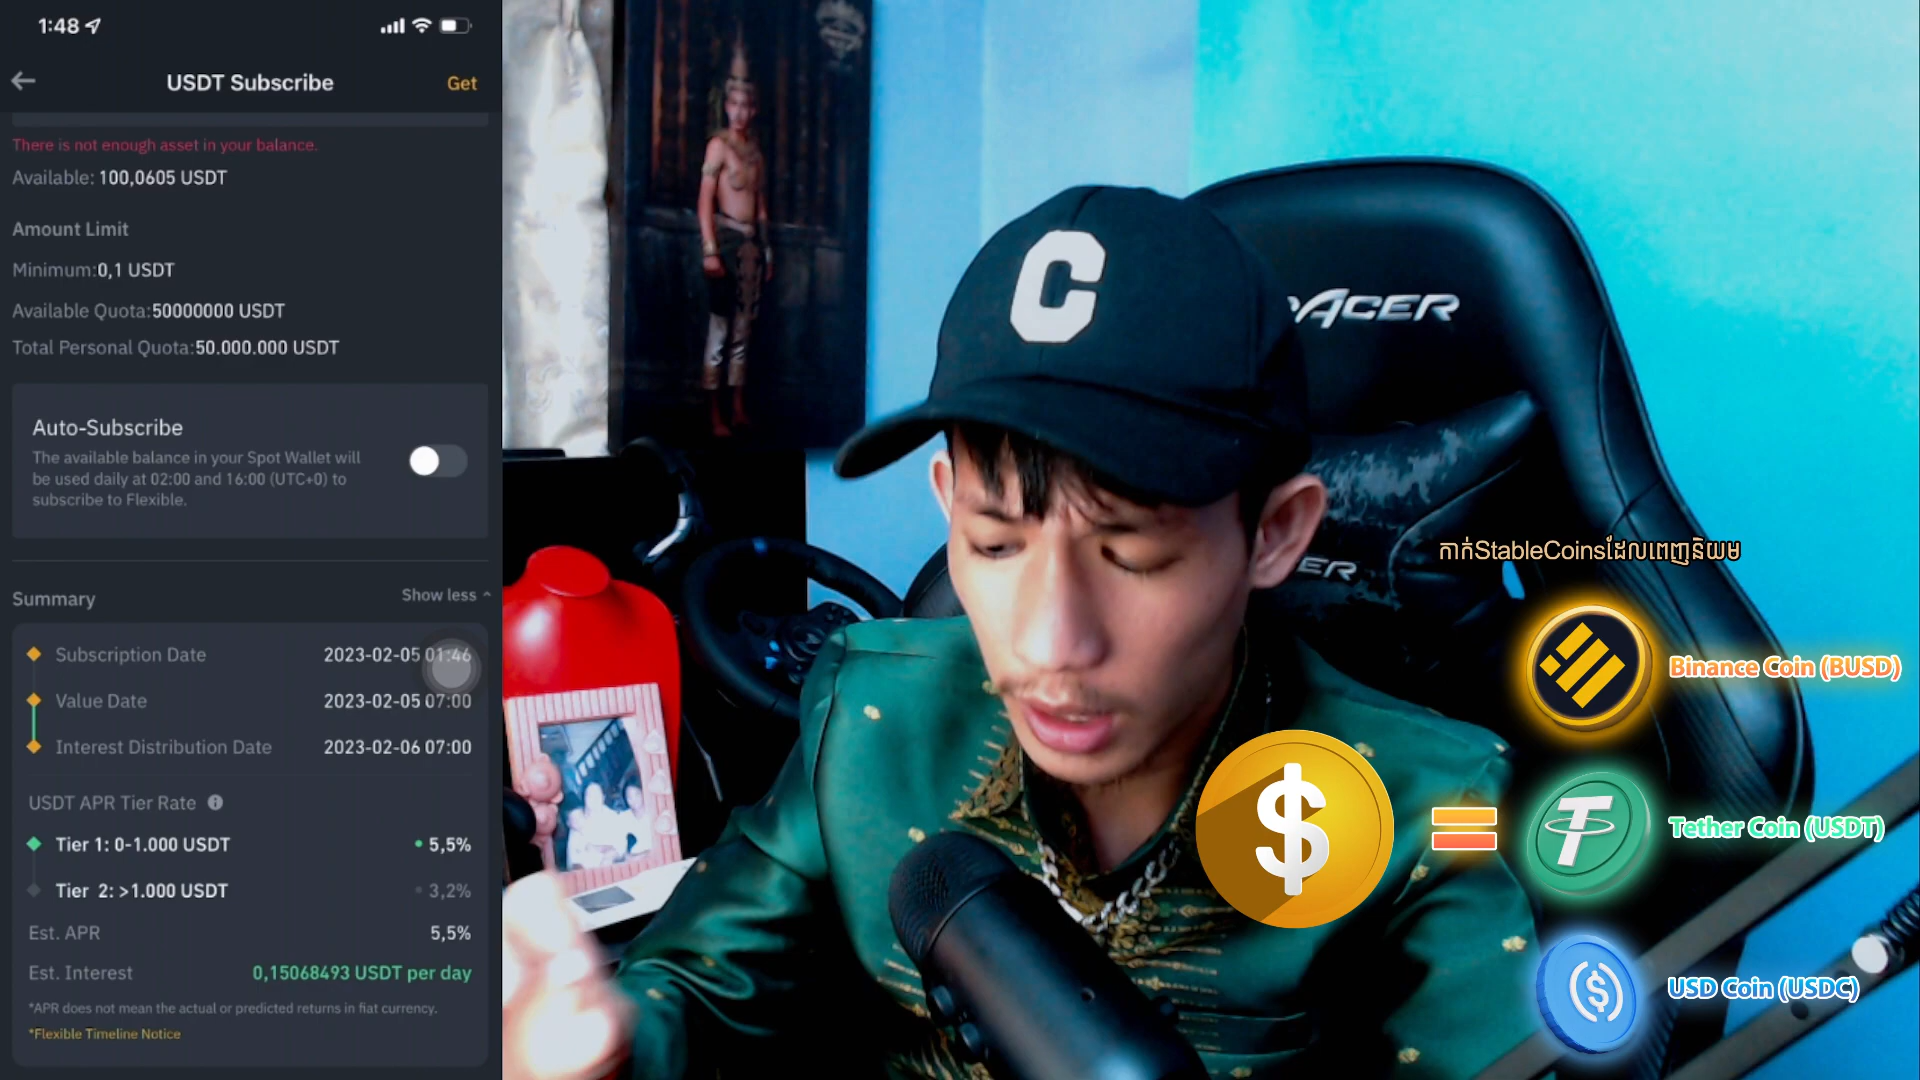 1:48
USDT Subscribe
Get
There is not enough asset in your balance.
Available: 100,0605 USDT
Amount Limit
Minimum:0,1 USDT
Available Quota:50000000 USDT
Total Personal Quota:50.000.000 USDT
Auto-Subscribe
The available balance in your Spot Wallet will
be used daily at 02:00 and 16:00 (UTC+0) to
subscribe to Flexible.
Summary
Show less
Subscription Date 2023-02-05 01:46
Value Date 2023-02-05 07:00
Interest Distribution Date 2023-02-06 07:00
USDT APR Tier Rate
Tier 1: 0-1.000 USDT 5,5%
Tier 2: >1.000 USDT 3,2%
Est. APR 5,5%
Est. Interest 0,15068493 USDT per day
*APR does not mean the actual or predicted returns in fiat currency.
*Flexible Timeline Notice
C
ACER
ER
កាក់StableCoinsដែលពេញនិយម
Binance Coin (BUSD)
$
Tether Coin (USDT)
USD Coin (USDC)